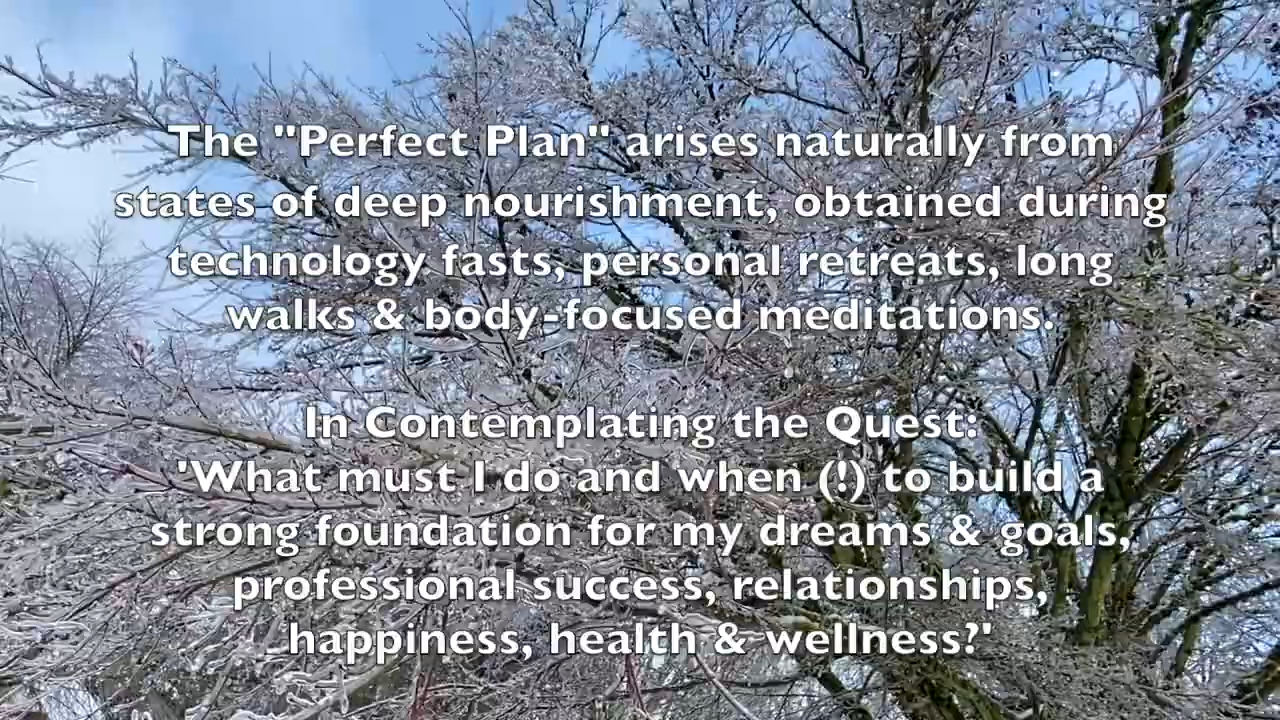 The "Perfect Plan" arises naturally from
states of deep nourishment, obtained during
technology fasts, personal retreats, long
walks & body-focused meditations.
In Contemplating the Quest:
'What must I do and when (!) to build a
strong foundation for my dreams & goals,
professional success, relationships,
happiness, health & wellness?'